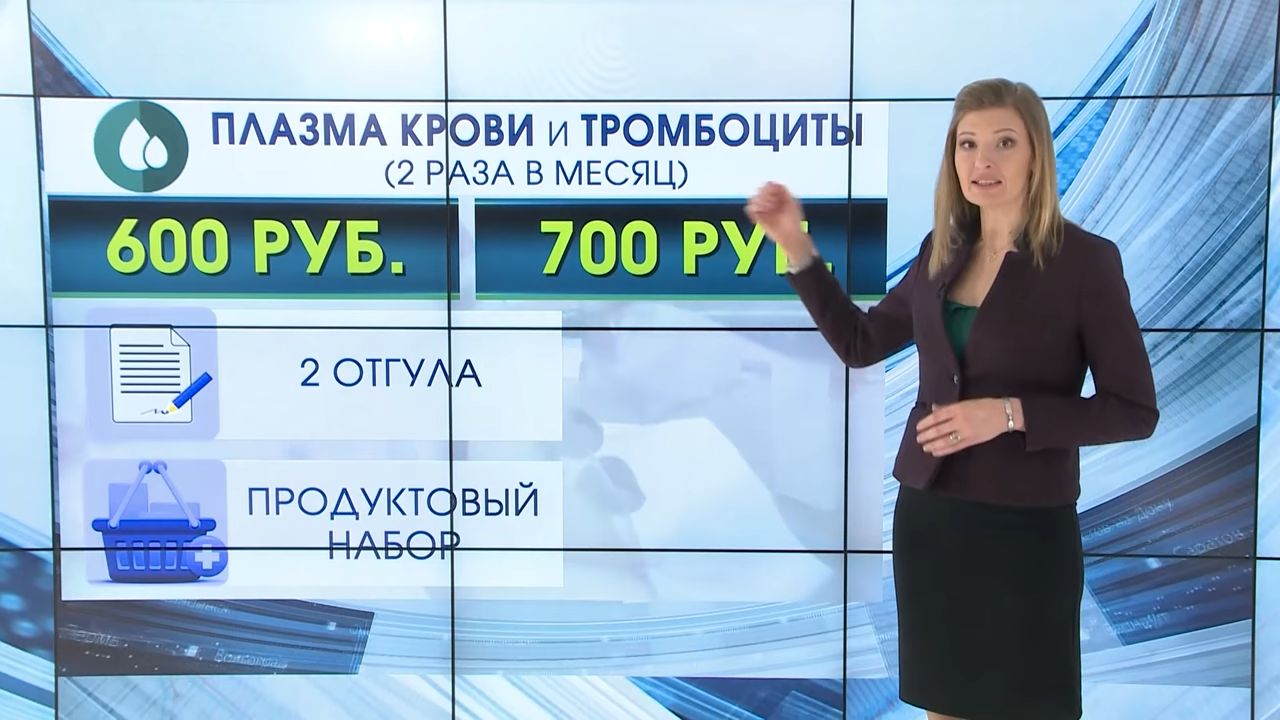 ПЛАЗМА КРОВИ и ТРОМБОЦИТЫ
(2 РАЗА В МЕСЯЦ)
600 РУБ.
700 РУБ.
2 ОТГУЛА
ПРОДУКТОВЫЙ
НАБОР